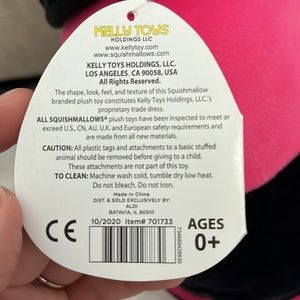 KELLY TOYS
HOLDINGS LLC
www.kellytoy.com
www.squishmallows.com
KELLY TOYS HOLDINGS, LLC.
LOS ANGELES, CA 90058, USA
All Rights Reserved.
The shape, look, feel, and texture of this Squishmallow
branded plush toy constitutes Kelly Toys Holdings, LLC.'s
proprietary trade dress.
ALL SQUISHMALLOWS® plush toys have been inspected to meet or
exceed U.S., CN, AU, U.K. and European safety requirements and
are made from all new materials.
CAUTION: All plastic tags and attachments to a basic stuffed
animal should be removed before giving to a child.
These attachments are not part of this toy.
TO CLEAN: Machine wash cold, tumble dry low heat.
Do not bleach. Do not iron.
Made in China
DIST. & SOLD EXCLUSIVELY BY:
ALDI
BATAVIA, IL 60510
10/2020 Item# 701733
CE
AGES
0+